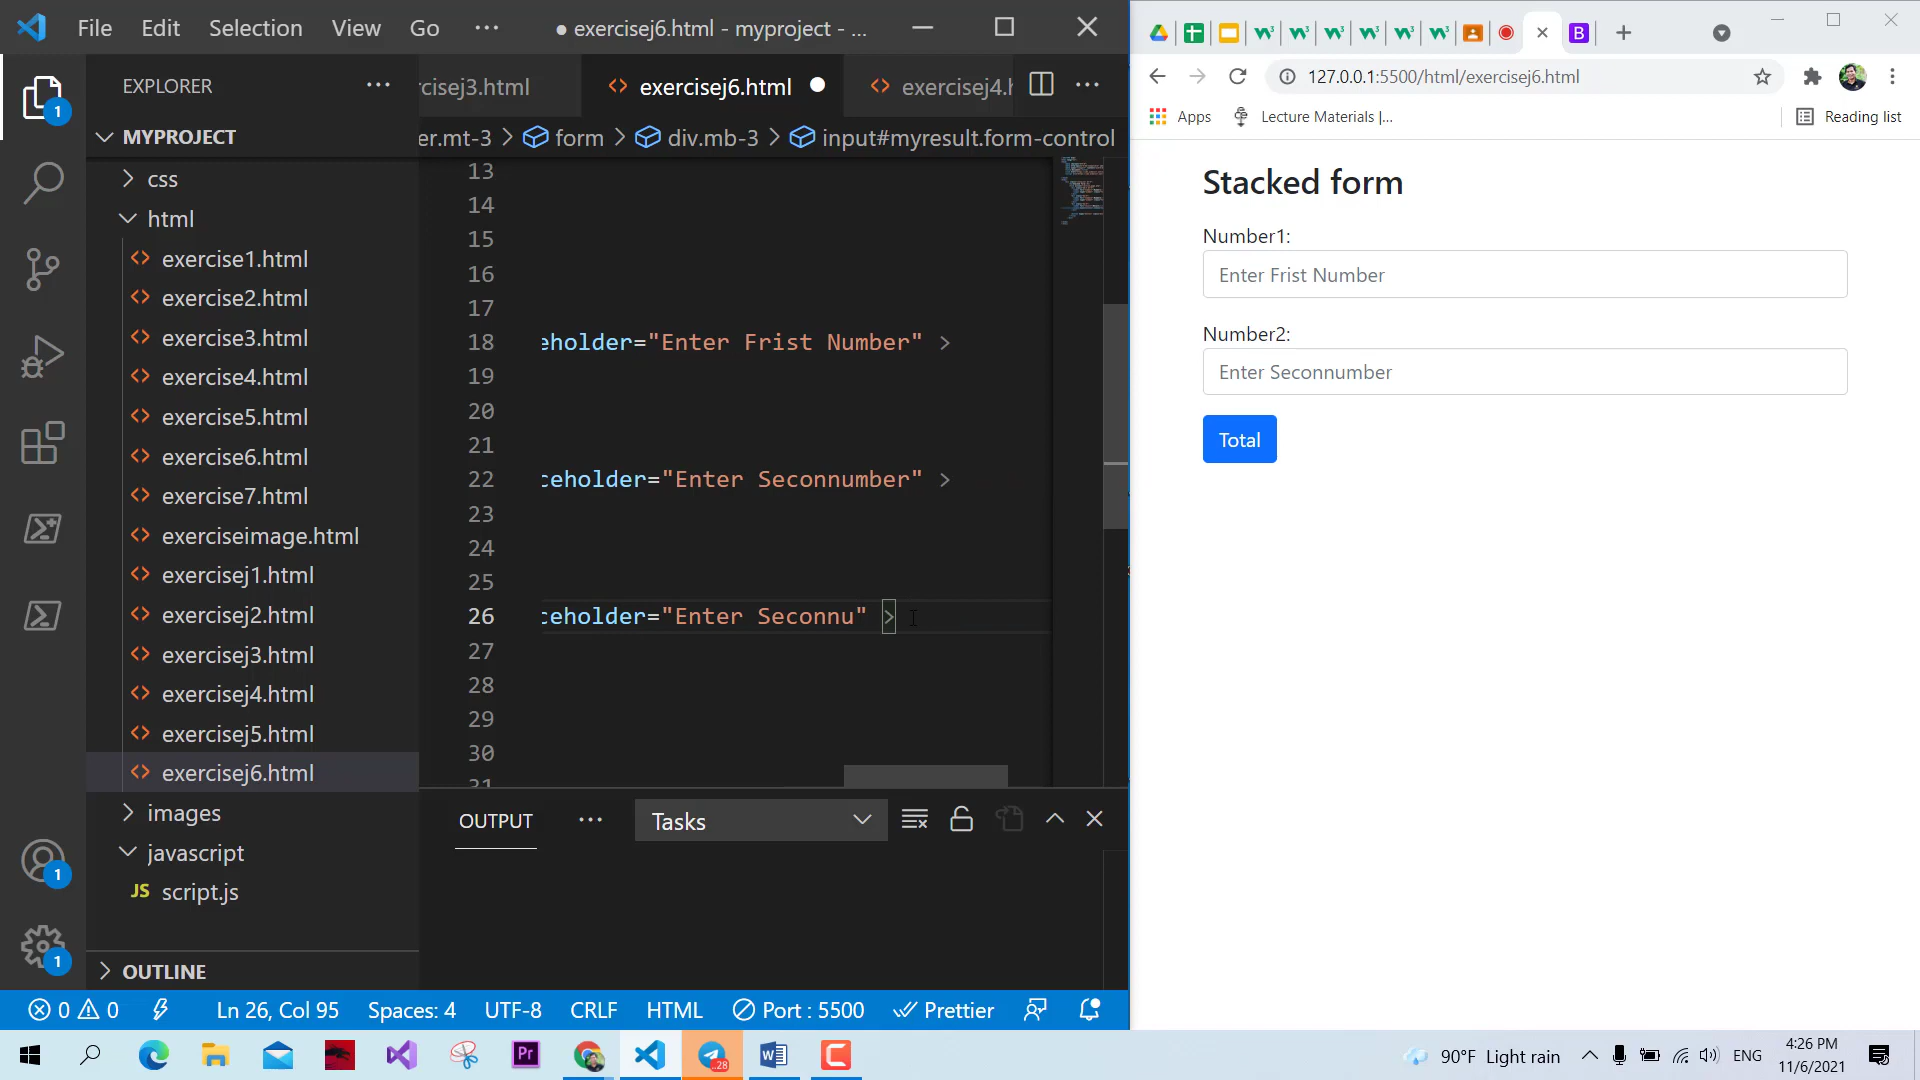 File Edit Selection View Go ··· ● exercisej6.html - myproject - ...
EXPLORER ···
rcisej3.html
exercisej6.html
exercisej4.h
er.mt-3 > form > div.mb-3 > input#myresult.form-control
MYPROJECT
css
html
exercise1.html
exercise2.html
exercise3.html
exercise4.html
exercise5.html
exercise6.html
exercise7.html
exerciseimage.html
exercisej1.html
exercisej2.html
exercisej3.html
exercisej4.html
exercisej5.html
exercisej6.html
images
javascript
JS script.js
OUTLINE
13
14
15
16
17
18 eholder="Enter Frist Number" >
19
20
21
22 ceholder="Enter Seconnumber" >
23
24
25
26 ceholder="Enter Seconnu" >
27
28
29
30
31
OUTPUT ··· Tasks
0 0 Ln 26, Col 95 Spaces: 4 UTF-8 CRLF HTML Port : 5500 Prettier
1
1
1
127.0.0.1:5500/html/exercisej6.html
Apps Lecture Materials |... Reading list
Stacked form
Number1:
Enter Frist Number
Number2:
Enter Seconnumber
Total
B
Pr
..28
90°F Light rain ENG 4:26 PM
11/6/2021